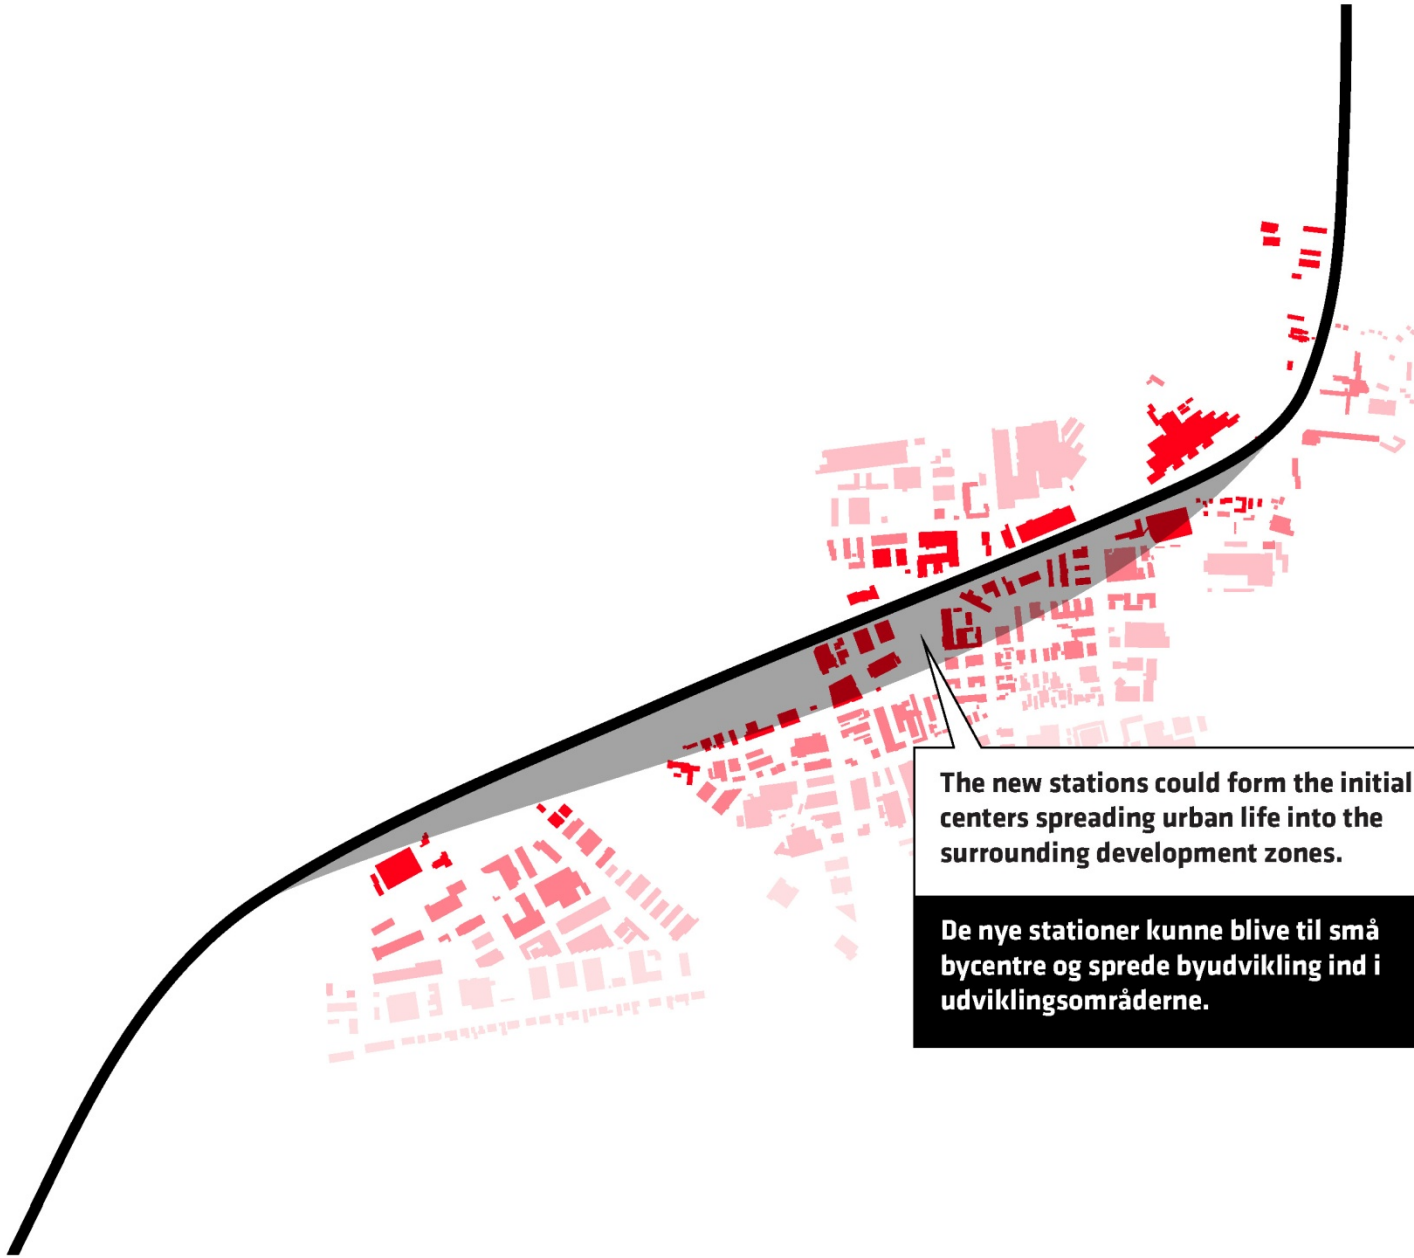 The new stations could form the initial
centers spreading urban life into the
surrounding development zones.
De nye stationer kunne blive til små
bycentre og sprede byudvikling ind i
udviklingsområderne.